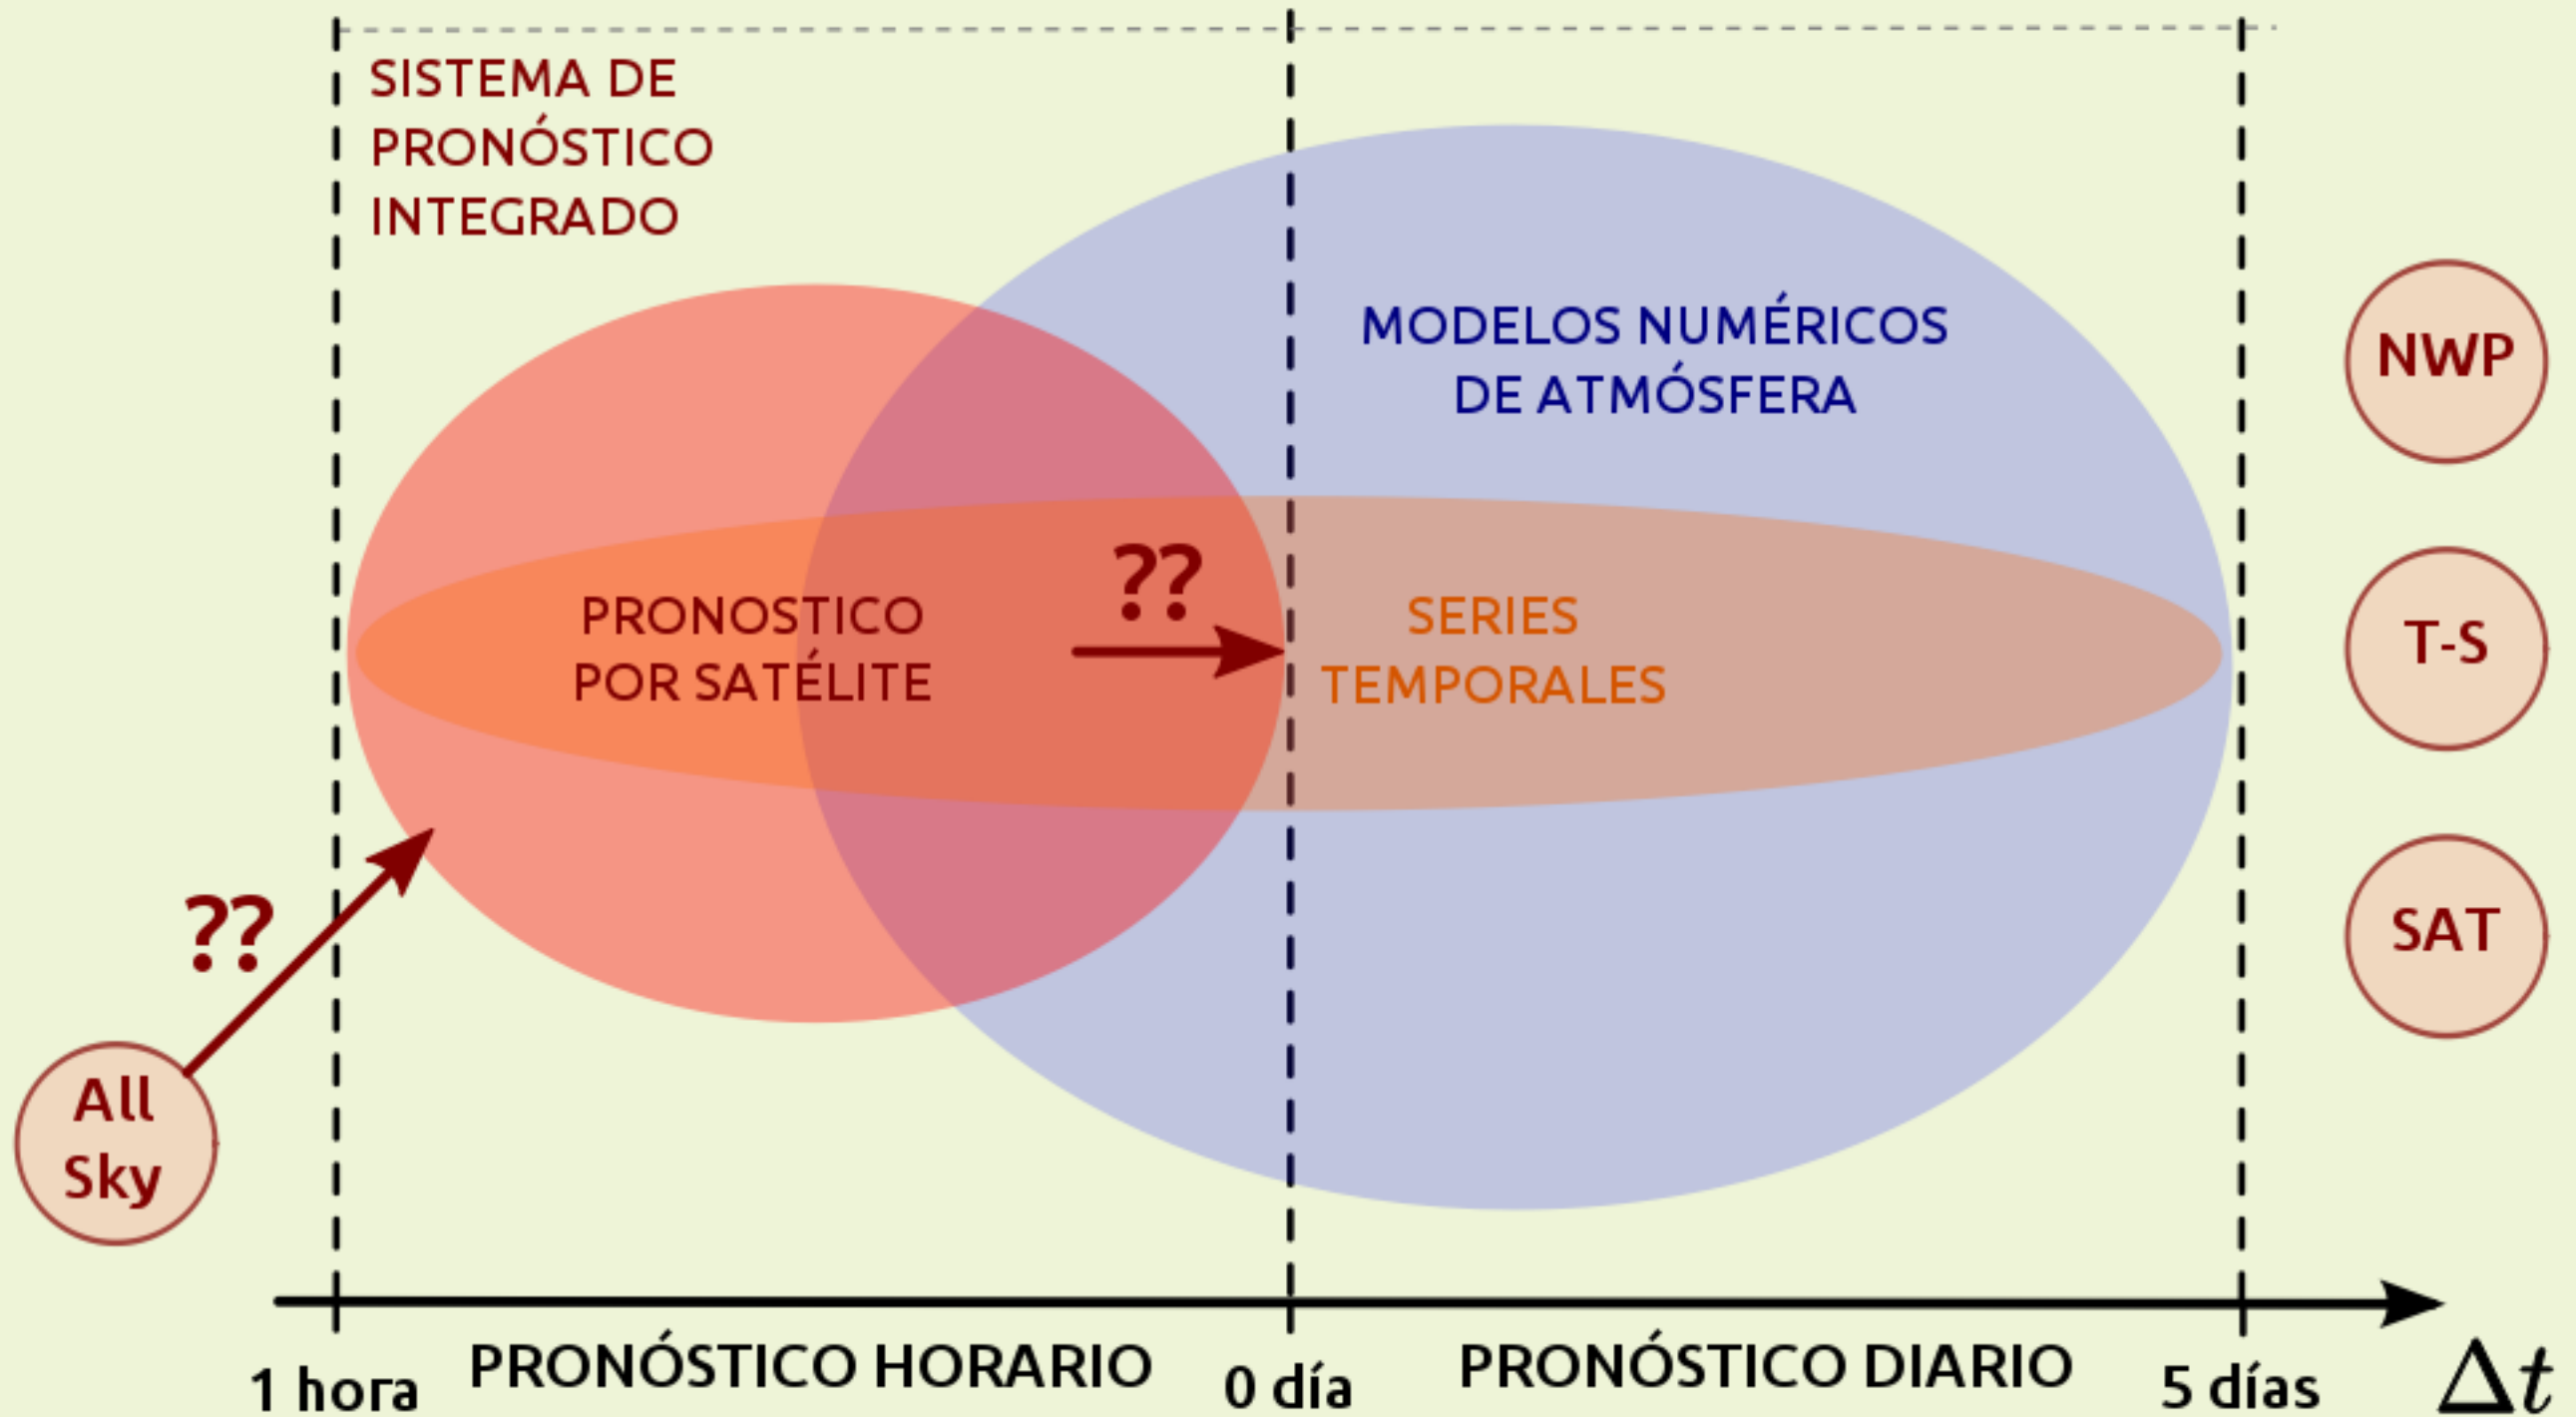 SISTEMA DE
PRONÓSTICO
INTEGRADO
MODELOS NUMÉRICOS
DE ATMÓSFERA
NWP
??
PRONOSTICO
POR SATÉLITE
SERIES
TEMPORALES
T-S
??
SAT
All
Sky
PRONÓSTICO HORARIO
PRONÓSTICO DIARIO
1 hora
0 día
5 días
Δt